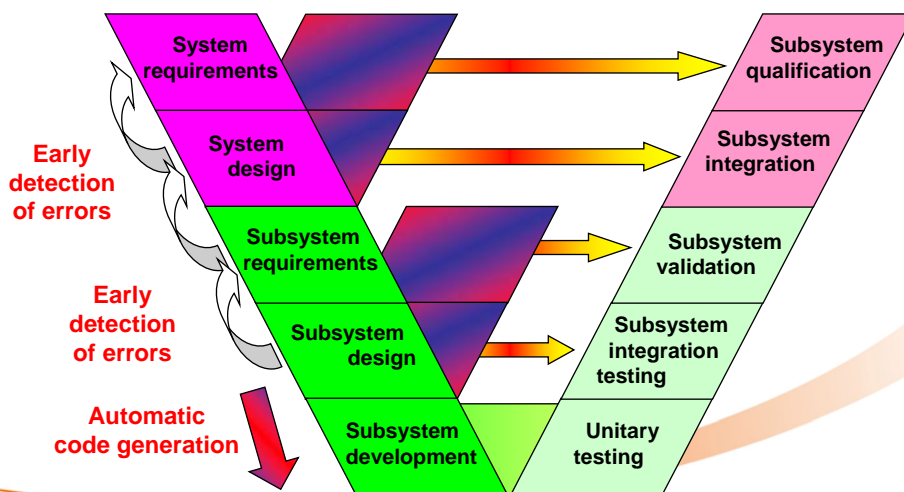 System
requirements
Subsystem
qualification
System
design
Subsystem
integration
Early
detection
of errors
Subsystem
requirements
Subsystem
validation
Early
detection
of errors
Subsystem
design
Subsystem
integration
testing
Automatic
code generation
Subsystem
development
Unitary
testing